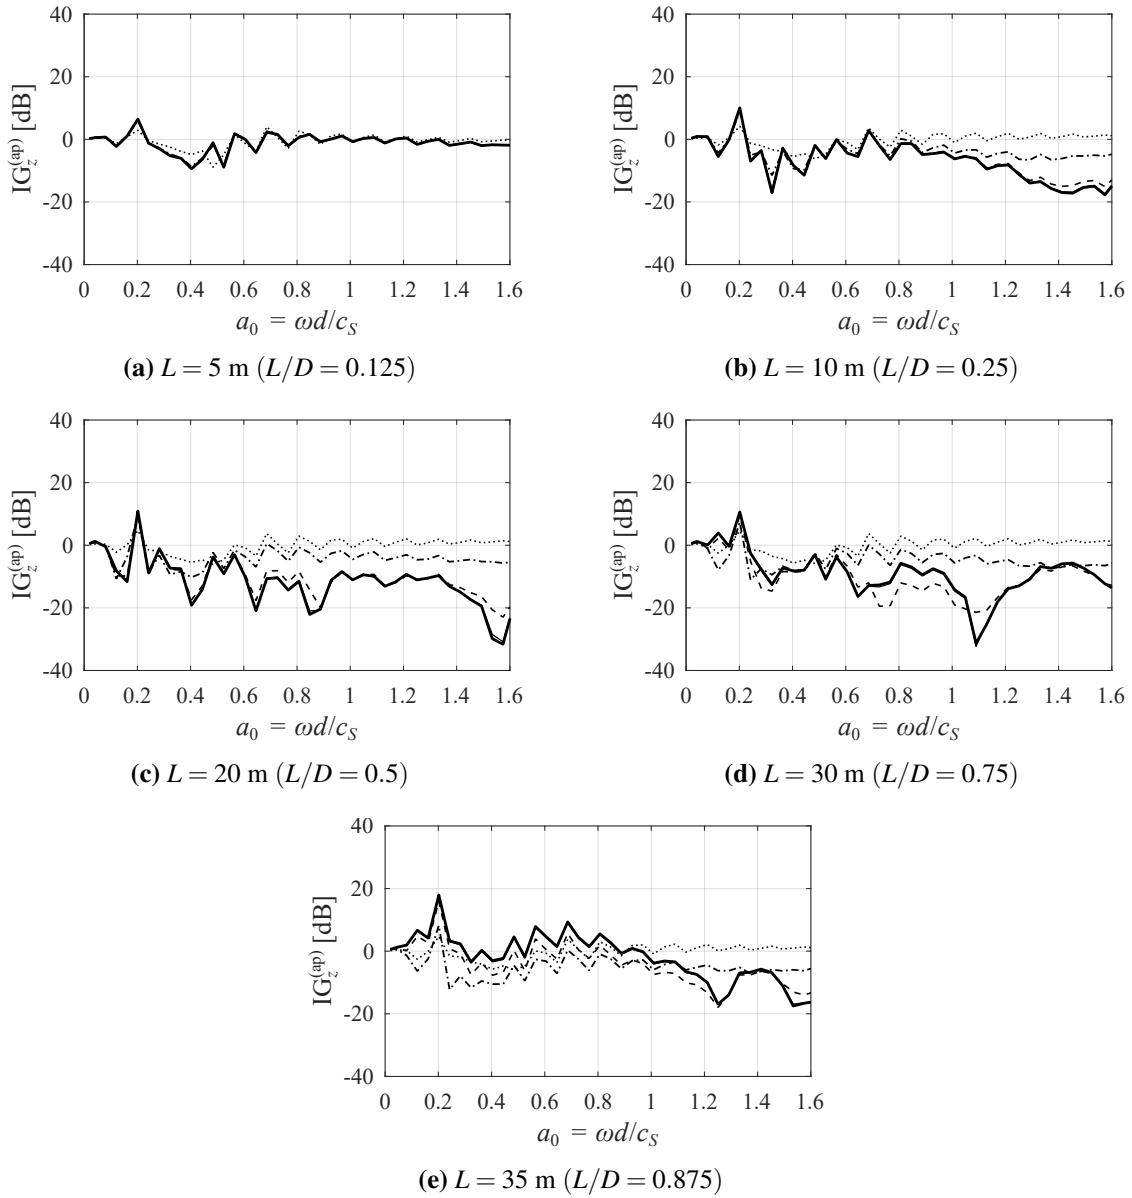 40
20
0
-20
-40
IG_z^(ap) [dB]
0 0.2 0.4 0.6 0.8 1 1.2 1.4 1.6
a_0 = ωd/c_S
(a) L = 5 m (L/D = 0.125)
40
20
0
-20
-40
IG_z^(ap) [dB]
0 0.2 0.4 0.6 0.8 1 1.2 1.4 1.6
a_0 = ωd/c_S
(b) L = 10 m (L/D = 0.25)
40
20
0
-20
-40
IG_z^(ap) [dB]
0 0.2 0.4 0.6 0.8 1 1.2 1.4 1.6
a_0 = ωd/c_S
(c) L = 20 m (L/D = 0.5)
40
20
0
-20
-40
IG_z^(ap) [dB]
0 0.2 0.4 0.6 0.8 1 1.2 1.4 1.6
a_0 = ωd/c_S
(d) L = 30 m (L/D = 0.75)
40
20
0
-20
-40
IG_z^(ap) [dB]
0 0.2 0.4 0.6 0.8 1 1.2 1.4 1.6
a_0 = ωd/c_S
(e) L = 35 m (L/D = 0.875)